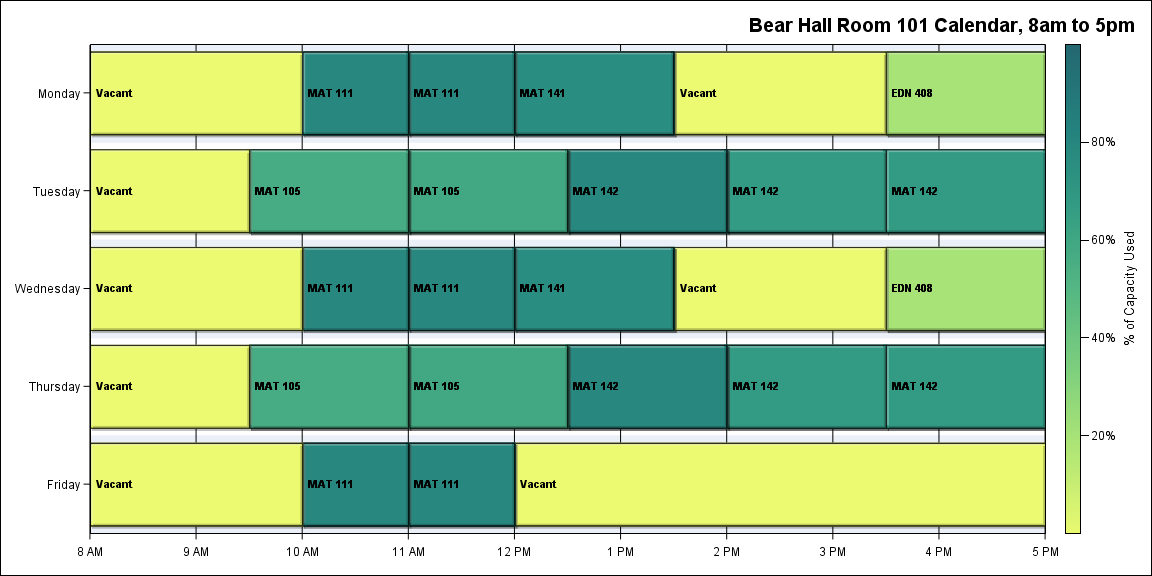 Bear Hall Room 101 Calendar, 8am to 5pm
Monday
Vacant
MAT 111
MAT 111
MAT 141
Vacant
EDN 408
Tuesday
Vacant
MAT 105
MAT 105
MAT 142
MAT 142
MAT 142
Wednesday
Vacant
MAT 111
MAT 111
MAT 141
Vacant
EDN 408
Thursday
Vacant
MAT 105
MAT 105
MAT 142
MAT 142
MAT 142
Friday
Vacant
MAT 111
MAT 111
Vacant
8 AM
9 AM
10 AM
11 AM
12 PM
1 PM
2 PM
3 PM
4 PM
5 PM
80%
60%
40%
20%
% of Capacity Used